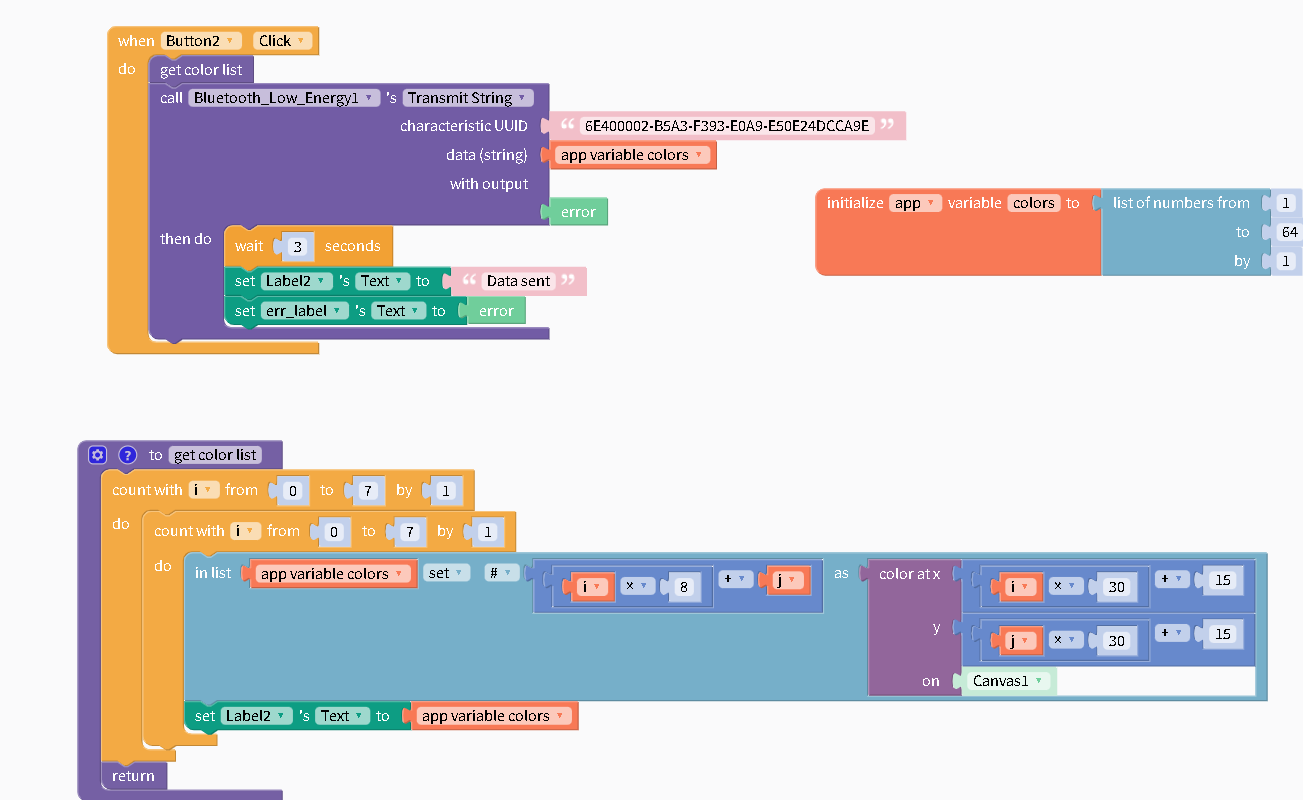 when Button2 Click
do get color list
call Bluetooth_Low_Energy1 's Transmit String
characteristic UUID “ 6E400002-B5A3-F393-E0A9-E50E24DCCA9E ”
data (string) app variable colors
with output
error
then do wait 3 seconds
set Label2 's Text to “ Data sent ”
set err_label 's Text to error
initialize app variable colors to list of numbers from 1
to 64
by 1
? to get color list
count with i from 0 to 7 by 1
do count with i from 0 to 7 by 1
do in list app variable colors set # i × 8 + j as color at x i × 30 + 15
y j × 30 + 15
on Canvas1
set Label2 's Text to app variable colors
return